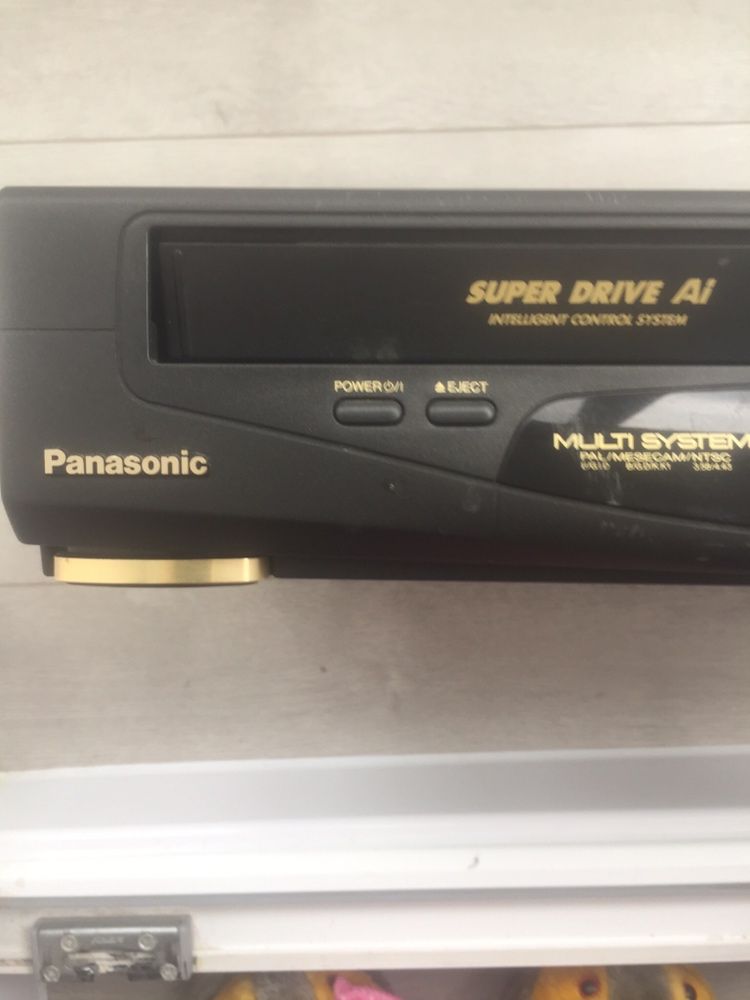 SUPER DRIVE Ai
INTELLIGENT CONTROL SYSTEM
POWER ⏻/I
⏏ EJECT
MULTI SYSTEM
PAL/MESECAM/NTSC
Panasonic